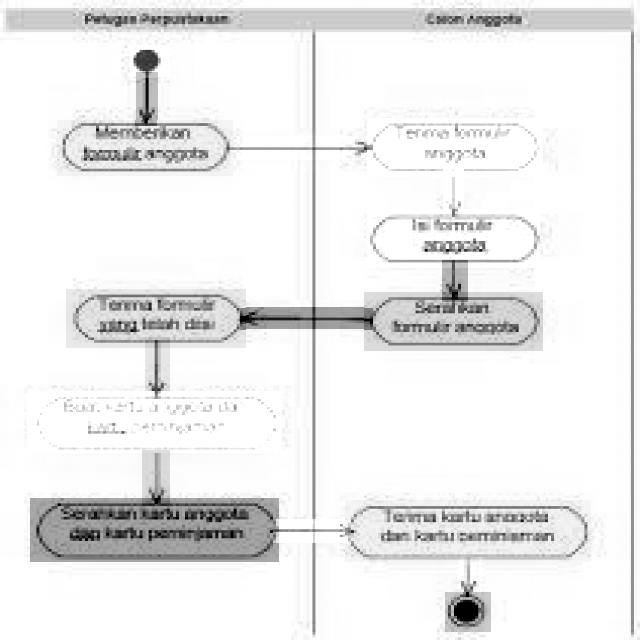 Petugas Perpustakaan
Calon Anggota
Memberikan
formulir anggota
Terima formulir
anggota
Isi formulir
anggota
Serahkan
formulir anggota
Terima formulir
yang telah diisi
Buat kartu anggota dan
kartu peminjaman
Serahkan kartu anggota
dan kartu peminjaman
Terima kartu anggota
dan kartu peminjaman